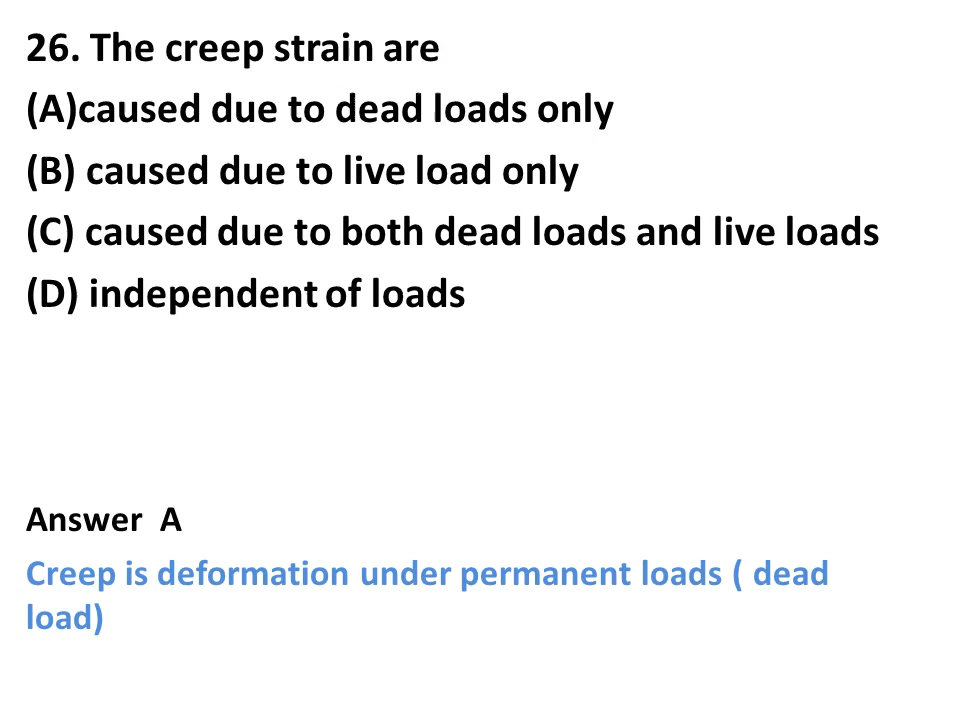 26. The creep strain are
(A)caused due to dead loads only
(B) caused due to live load only
(C) caused due to both dead loads and live loads
(D) independent of loads
Answer  A
Creep is deformation under permanent loads ( dead
load)